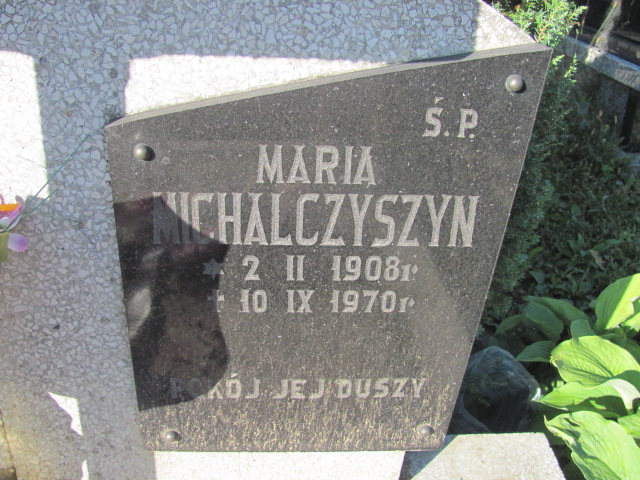 Ś.P.
MARIA
MICHALCZYSZYN
* 2 II 1908r
† 10 IX 1970r
POKÓJ JEJ DUSZY